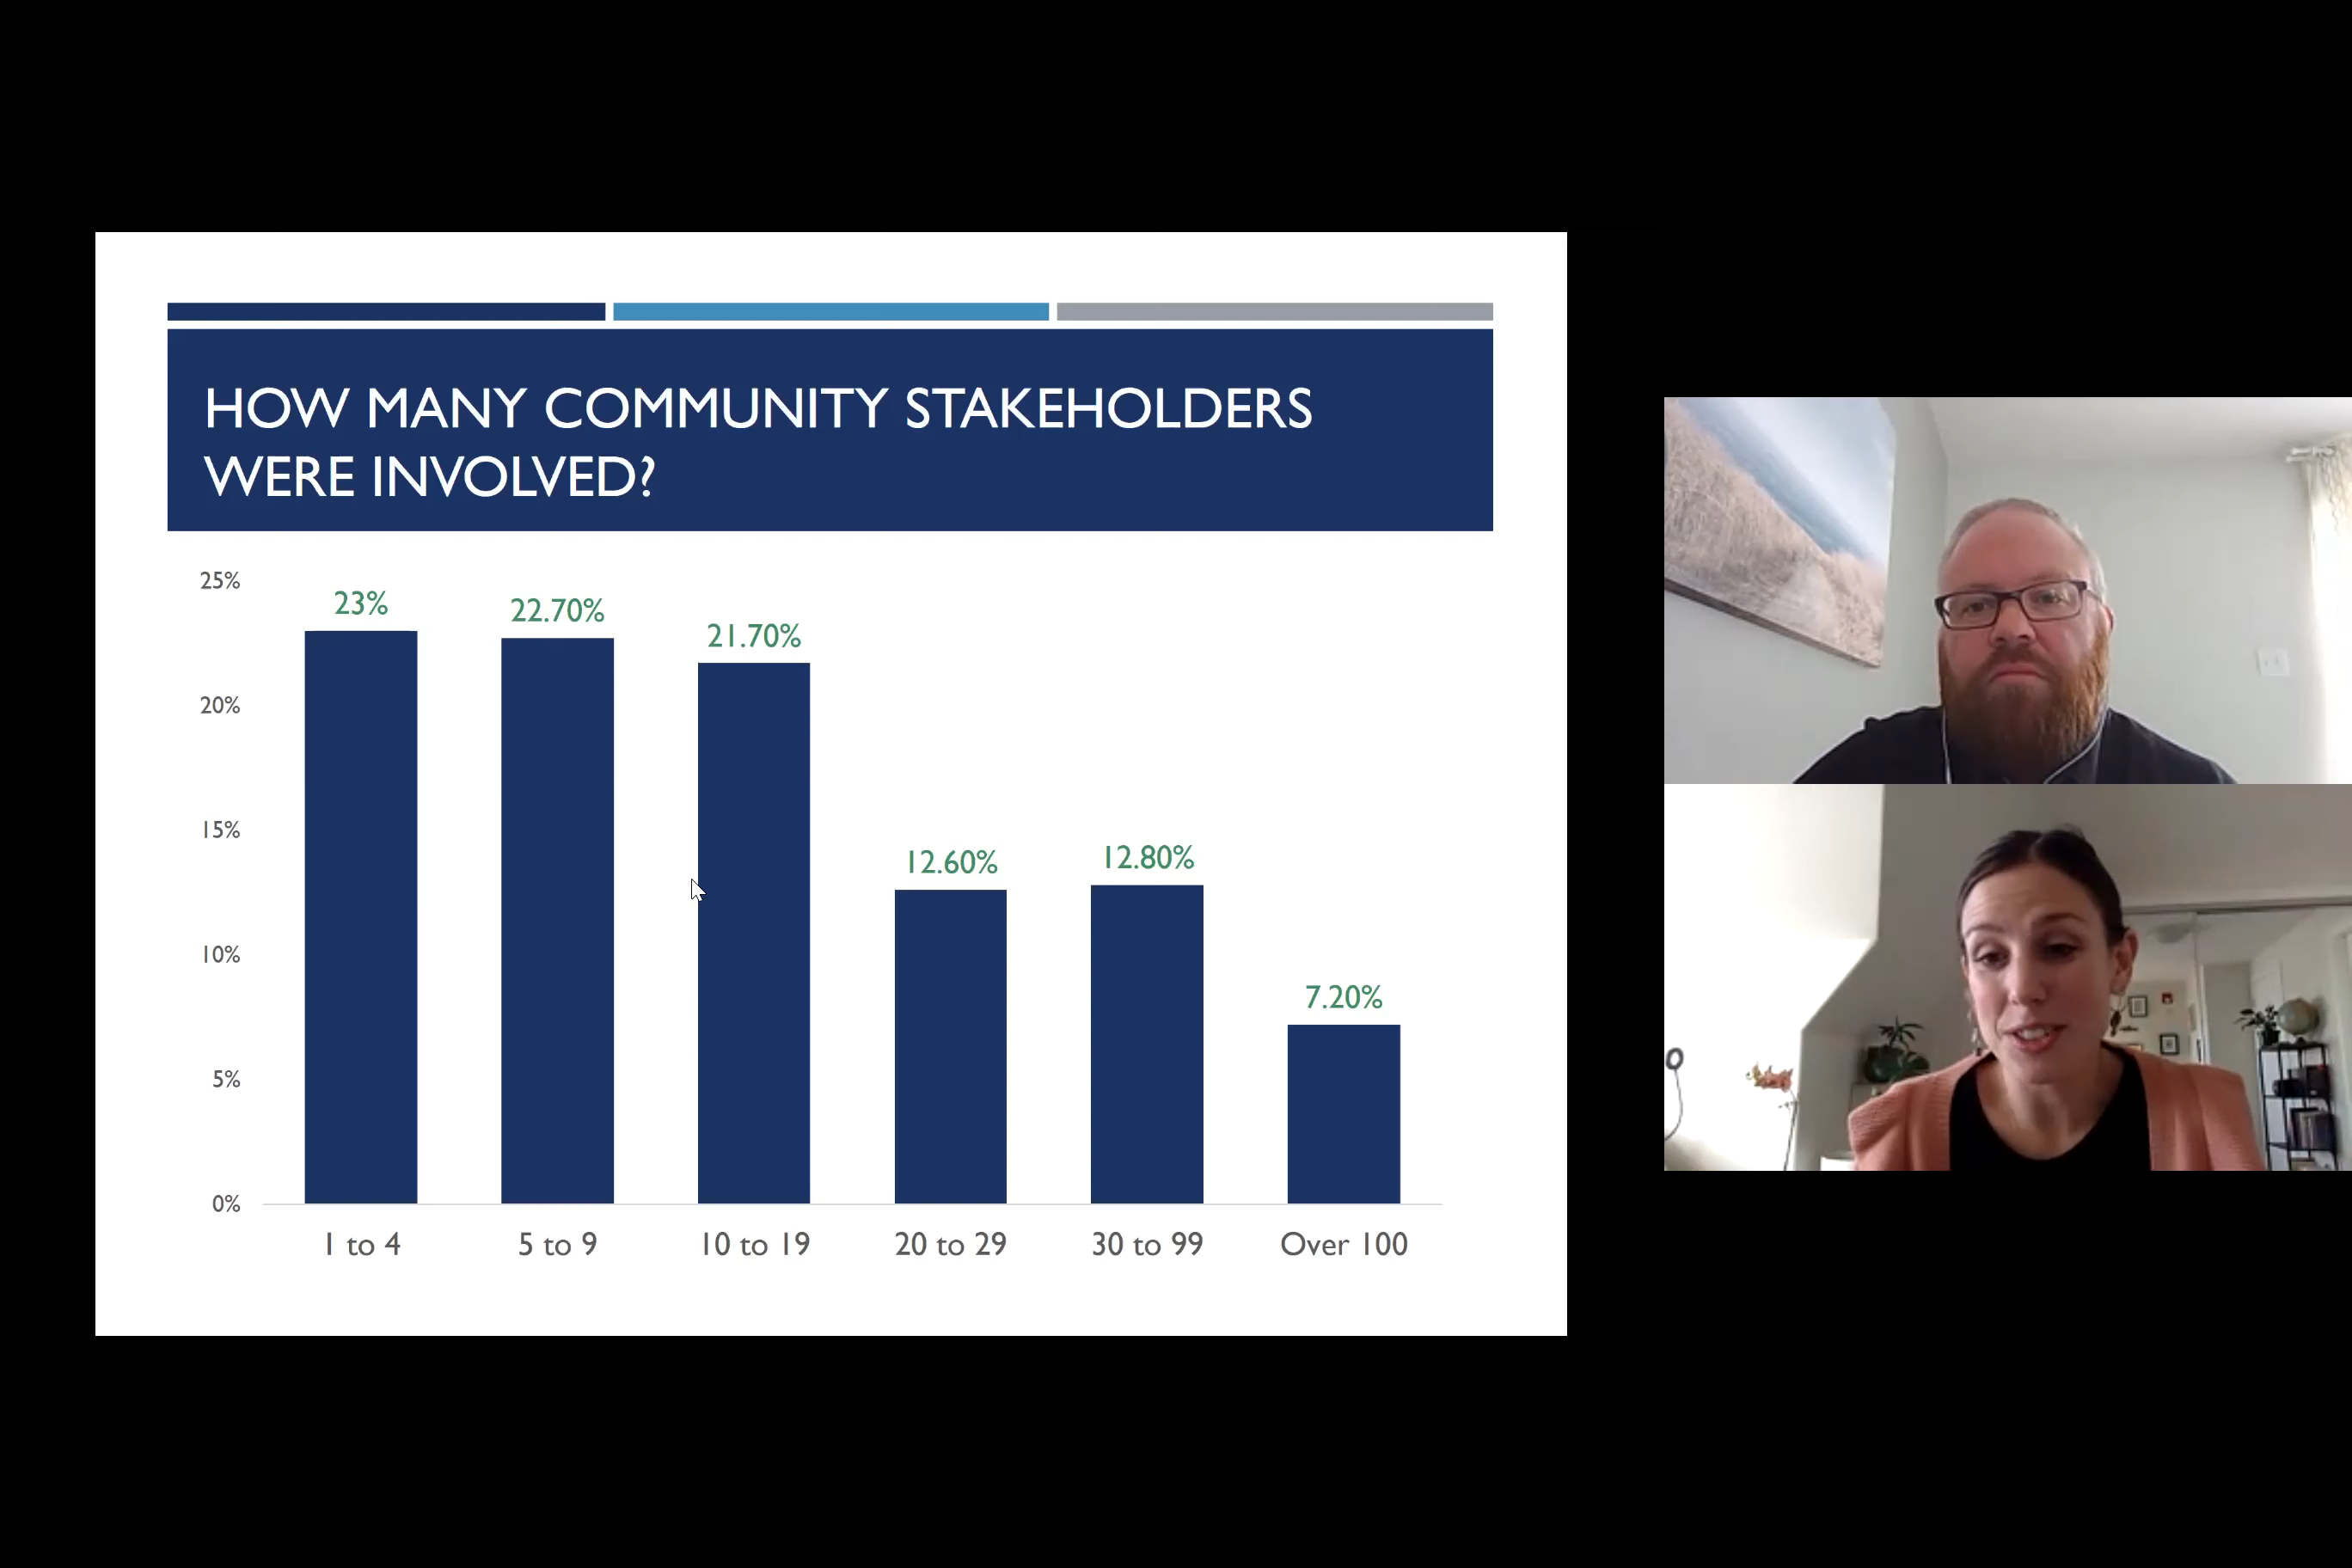 HOW MANY COMMUNITY STAKEHOLDERS
WERE INVOLVED?
25%
20%
15%
10%
5%
0%
23%
22.70%
21.70%
12.60%
12.80%
7.20%
1 to 4
5 to 9
10 to 19
20 to 29
30 to 99
Over 100